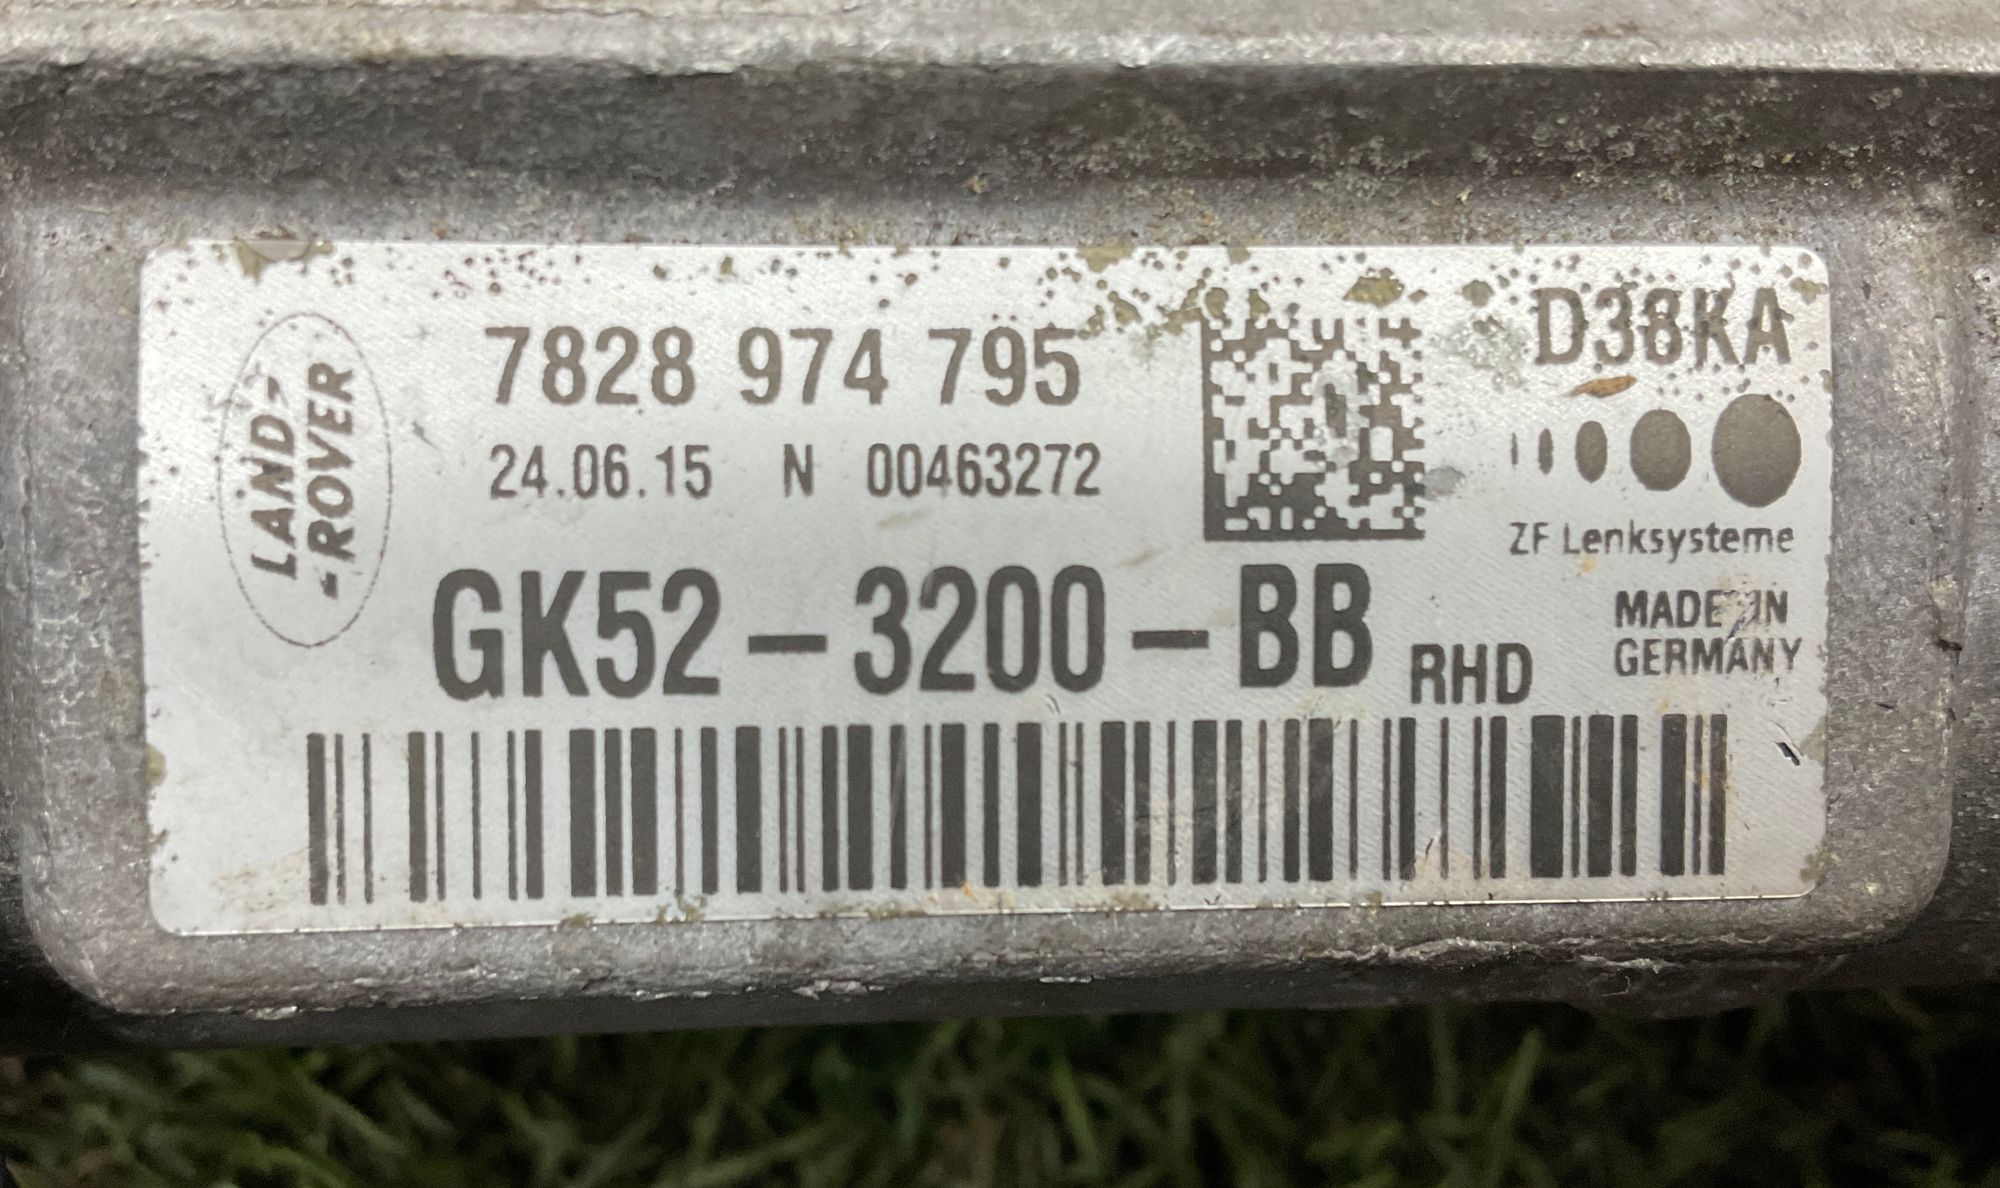 LAND-
-ROVER
7828 974 795
24.06.15 N 00463272
D38KA
ZF Lenksysteme
GK52-3200-BB RHD
MADE IN
GERMANY